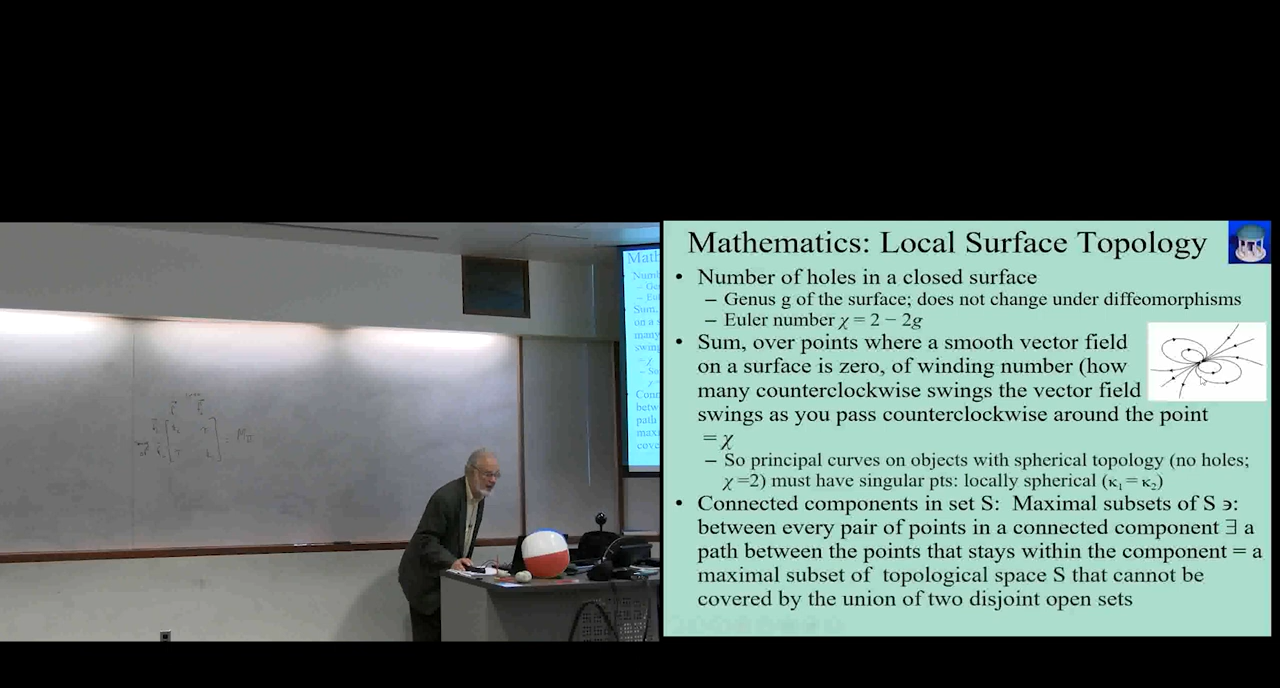 Mathematics: Local Surface Topology
• Number of holes in a closed surface
– Genus g of the surface; does not change under diffeomorphisms
– Euler number χ = 2 − 2g
• Sum, over points where a smooth vector field
on a surface is zero, of winding number (how
many counterclockwise swings the vector field
swings as you pass counterclockwise around the point
= χ
– So principal curves on objects with spherical topology (no holes;
χ =2) must have singular pts: locally spherical (κ₁ = κ₂)
• Connected components in set S: Maximal subsets of S ∍:
between every pair of points in a connected component ∃ a
path between the points that stays within the component = a
maximal subset of topological space S that cannot be
covered by the union of two disjoint open sets